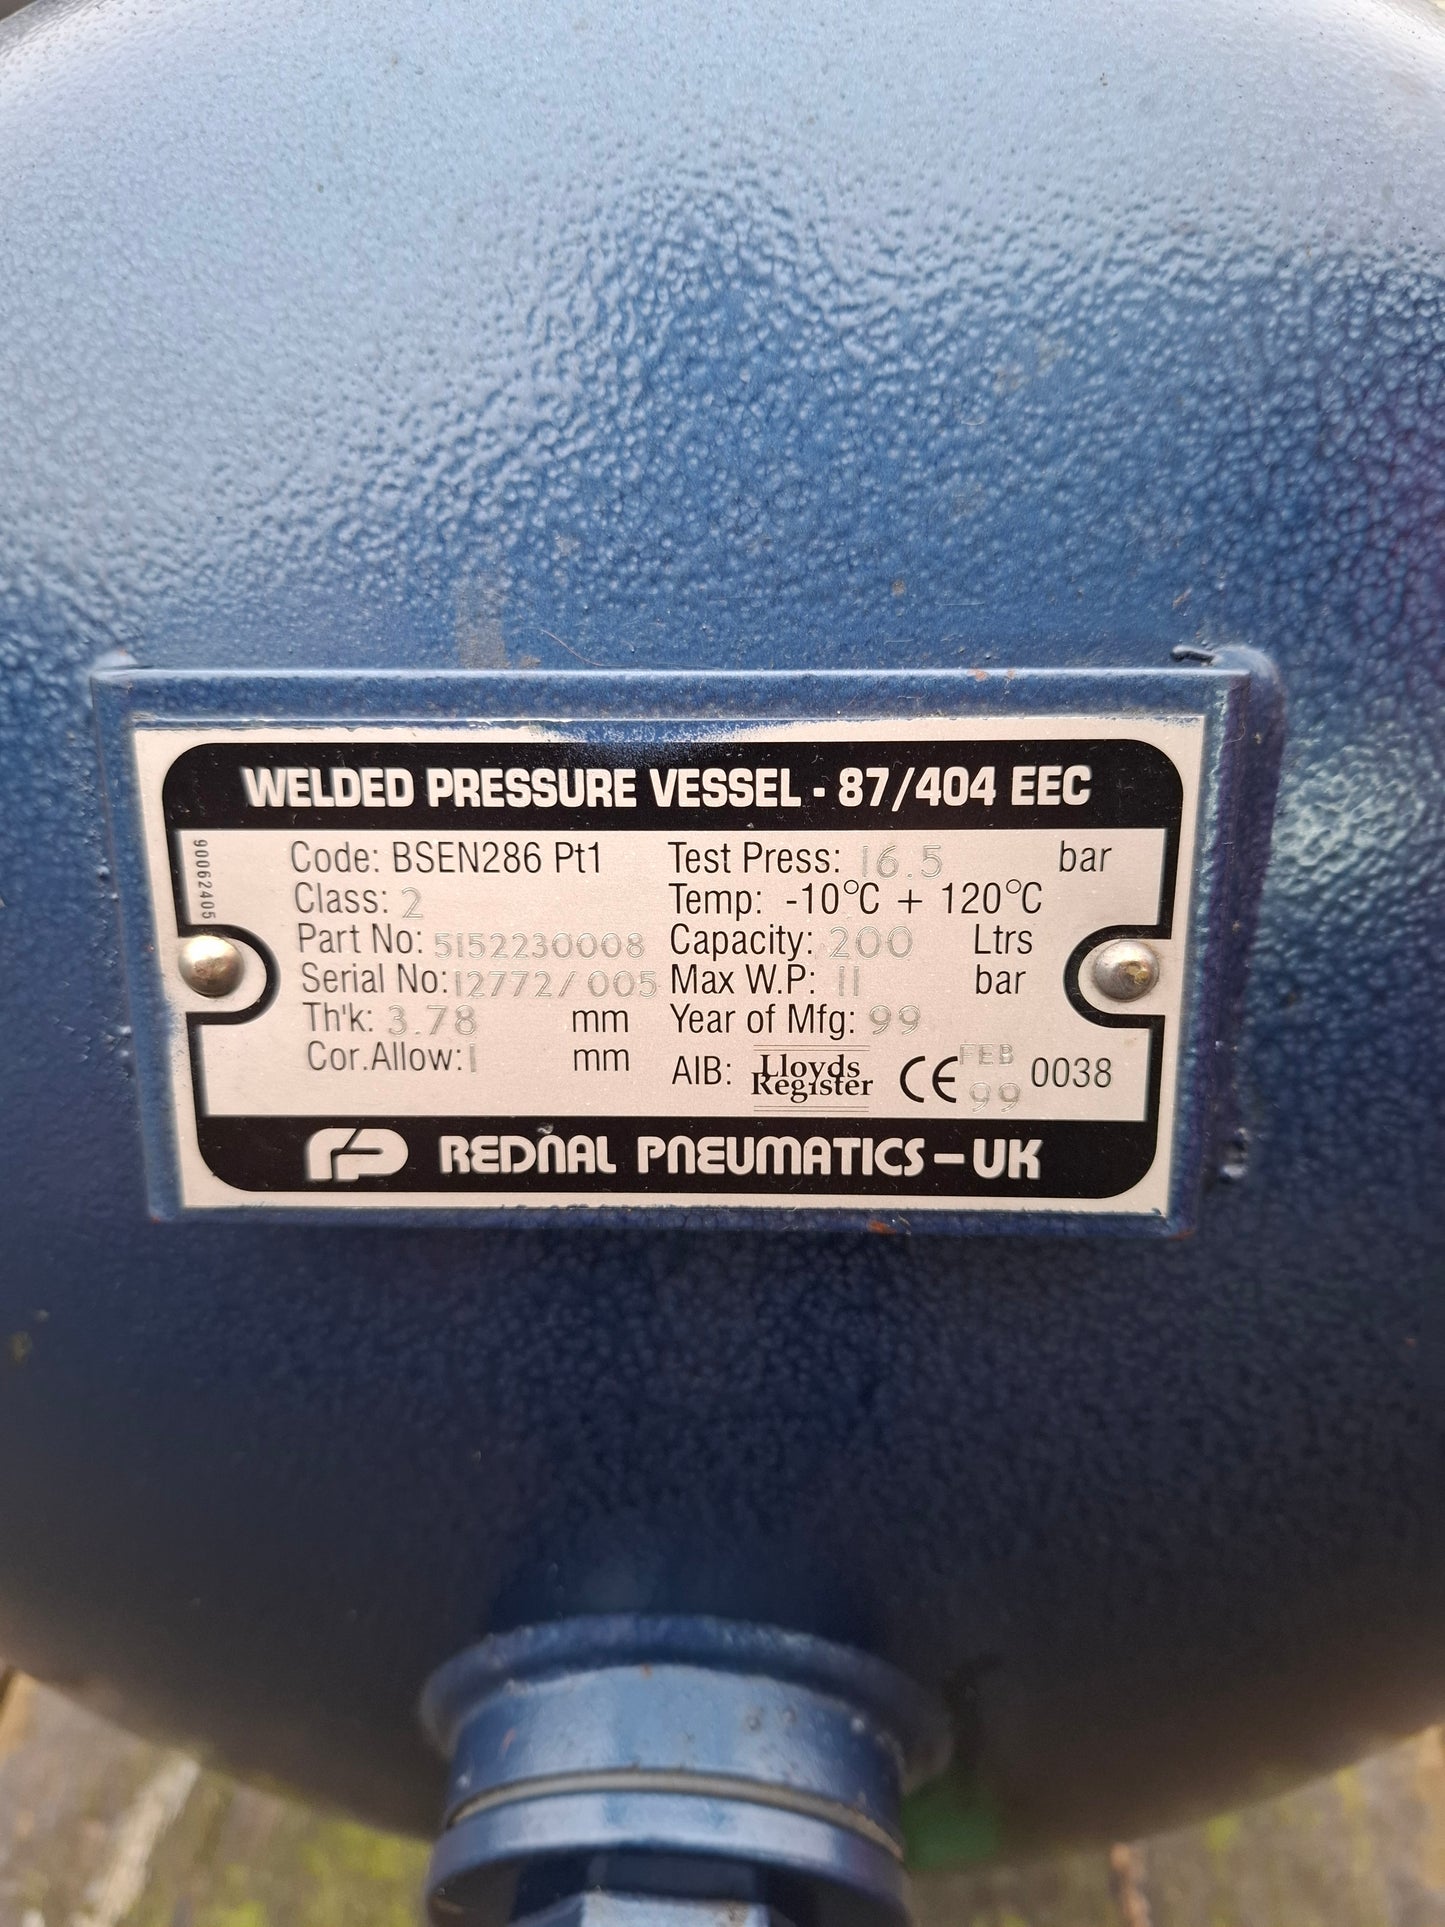 WELDED PRESSURE VESSEL - 87/404 EEC
90062405
Code: BSEN286 Pt1
Class: 2
Part No: 5152230008
Serial No: 12772/005
Th'k: 3.78 mm
Cor.Allow: 1 mm
Test Press: 16.5 bar
Temp: -10°C + 120°C
Capacity: 200 Ltrs
Max W.P: 11 bar
Year of Mfg: 99
AIB: Lloyds Register CE FEB 99 0038
REDNAL PNEUMATICS - UK